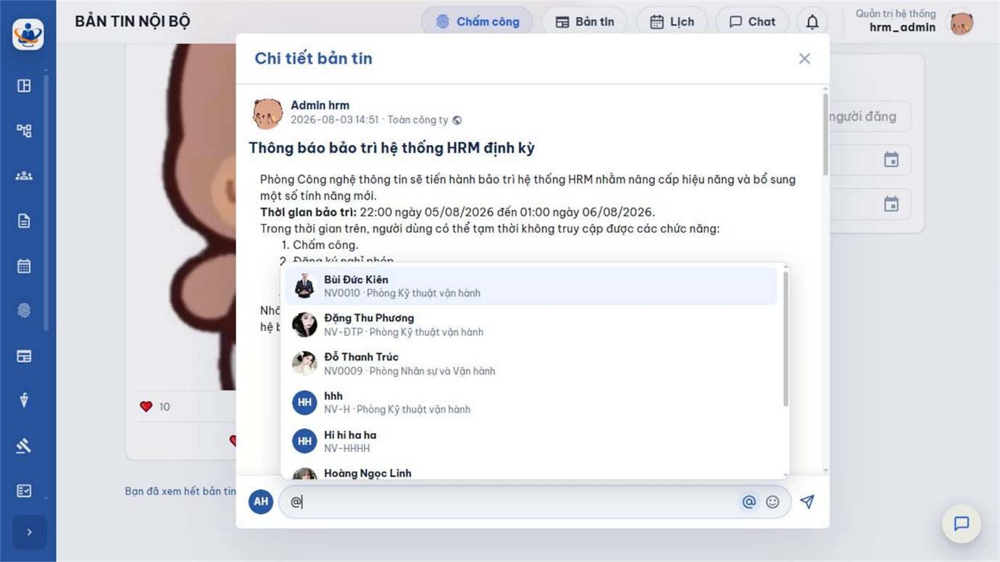 BẢN TIN NỘI BỘ
Chấm công
Bản tin
Lịch
Chat
Quản trị hệ thống
hrm_admin
Chi tiết bản tin
Admin hrm
2026-08-03 14:51 · Toàn công ty
Thông báo bảo trì hệ thống HRM định kỳ
Phòng Công nghệ thông tin sẽ tiến hành bảo trì hệ thống HRM nhằm nâng cấp hiệu năng và bổ sung
một số tính năng mới.
Thời gian bảo trì: 22:00 ngày 05/08/2026 đến 01:00 ngày 06/08/2026.
Trong thời gian trên, người dùng có thể tạm thời không truy cập được các chức năng:
1. Chấm công.
2. Đăng ký nghỉ phép
hệ
Bùi Đức Kiên
NV0010 · Phòng Kỹ thuật vận hành
Đặng Thu Phương
NV-ĐTP · Phòng Kỹ thuật vận hành
Đỗ Thanh Trúc
NV0009 · Phòng Nhân sự và Vận hành
HH
hhh
NV-H · Phòng Kỹ thuật vận hành
HH
Hi hi ha ha
NV-HHHH
Hoàng Ngọc Linh
AH
@
người đăng
10
Bạn đã xem hết bản tin